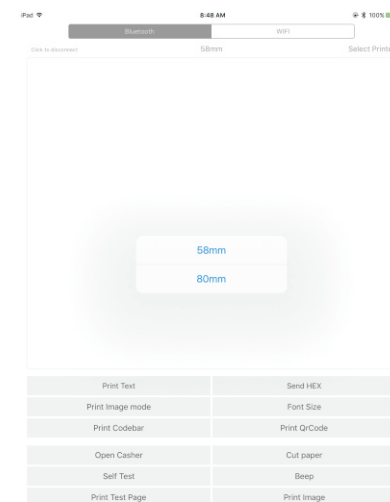 iPad 8:48 AM 100%
Bluetooth WIFI
Click to disconnect 58mm Select Printe
58mm
80mm
Print Text Send HEX
Print Image mode Font Size
Print Codebar Print QrCode
Open Casher Cut paper
Self Test Beep
Print Test Page Print Image